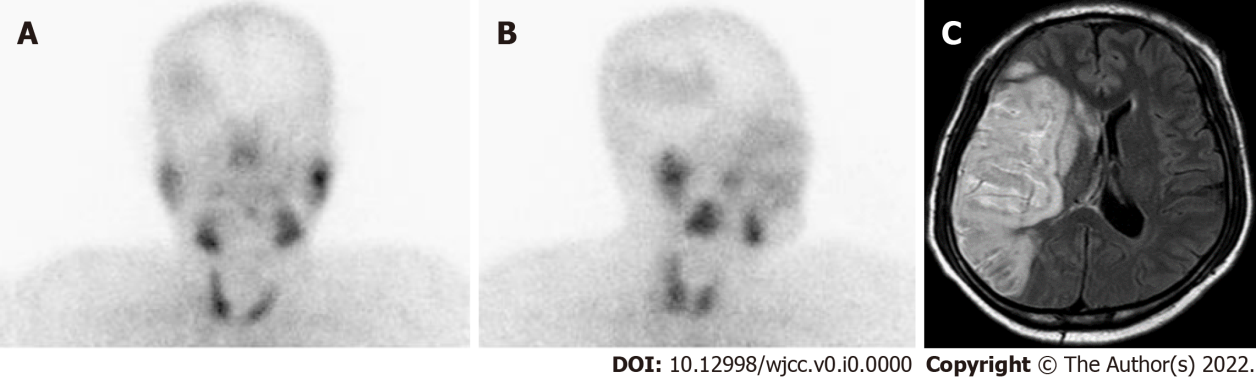 A
B
C
DOI: 10.12998/wjcc.v0.i0.0000 Copyright © The Author(s) 2022.